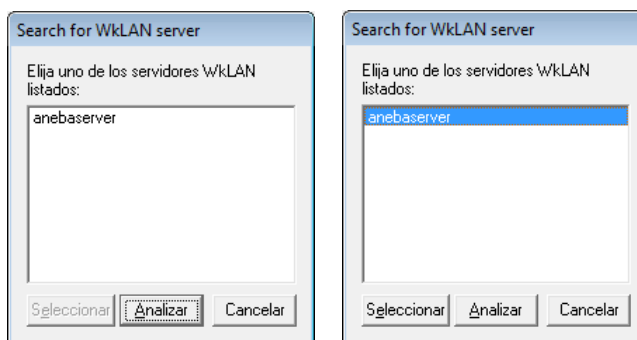 Search for WkLAN server
Elija uno de los servidores WkLAN
listados:
anebaserver
Seleccionar Analizar Cancelar
Search for WkLAN server
Elija uno de los servidores WkLAN
listados:
anebaserver
Seleccionar Analizar Cancelar